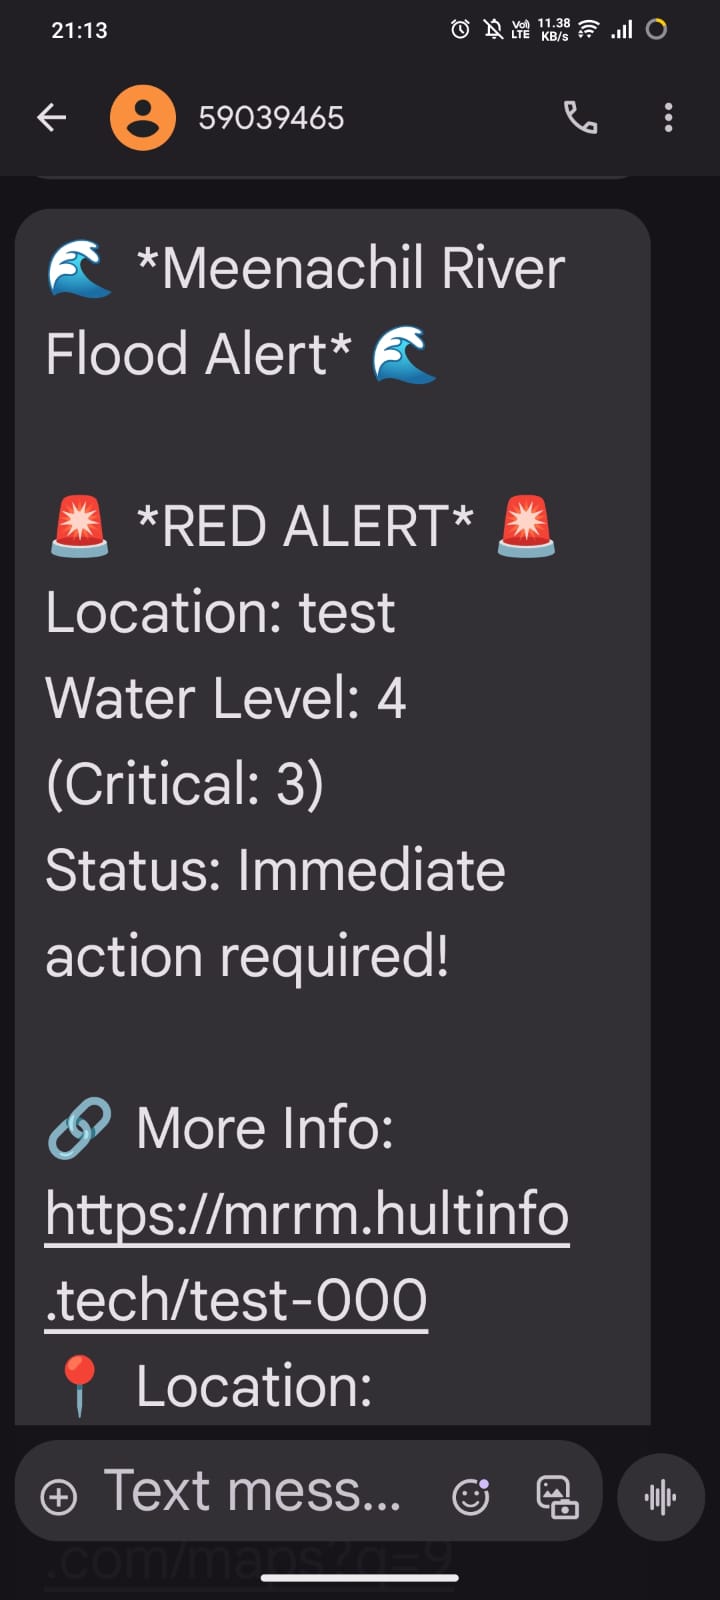 21:13
Vo) LTE
11.38 KB/s
59039465
🌊 *Meenachil River
Flood Alert* 🌊
🚨 *RED ALERT* 🚨
Location: test
Water Level: 4
(Critical: 3)
Status: Immediate
action required!
🔗 More Info:
https://mrrm.hultinfo
.tech/test-000
📍 Location:
Text mess...
.com/maps?q=9